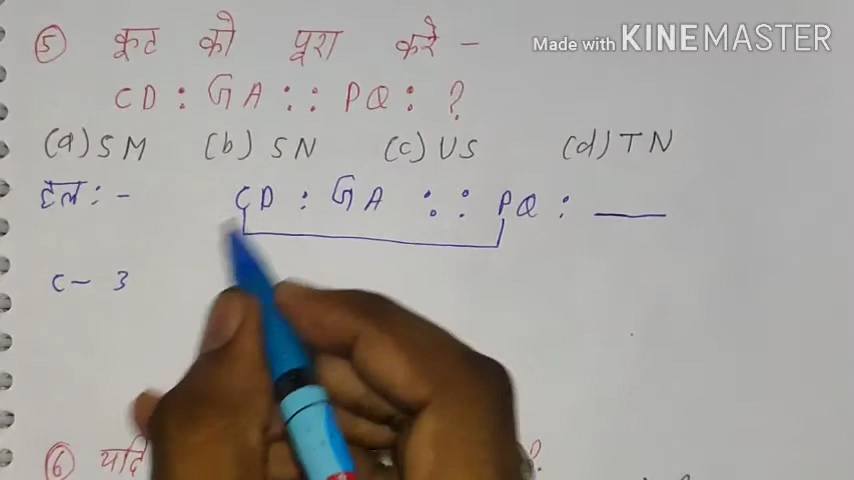 Made with KINEMASTER
⑤ कूट को पूरा करे -
CD : GA :: PQ : ?
(a) SM (b) SN (c) US (d) TN
हल :- CD : GA :: PQ : ___
C - 3
⑥ यदि ?